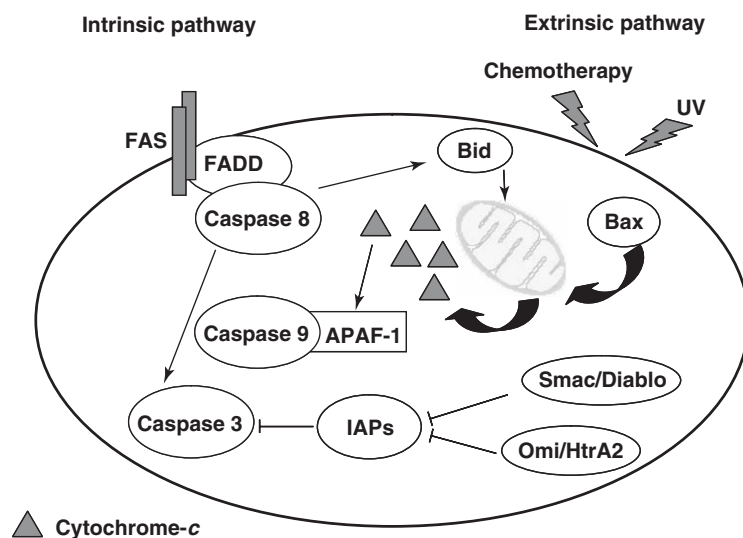 Intrinsic pathway
Extrinsic pathway
Chemotherapy
UV
FAS
FADD
Bid
Caspase 8
Bax
Caspase 9
APAF-1
Smac/Diablo
Caspase 3
IAPs
Omi/HtrA2
Cytochrome-c